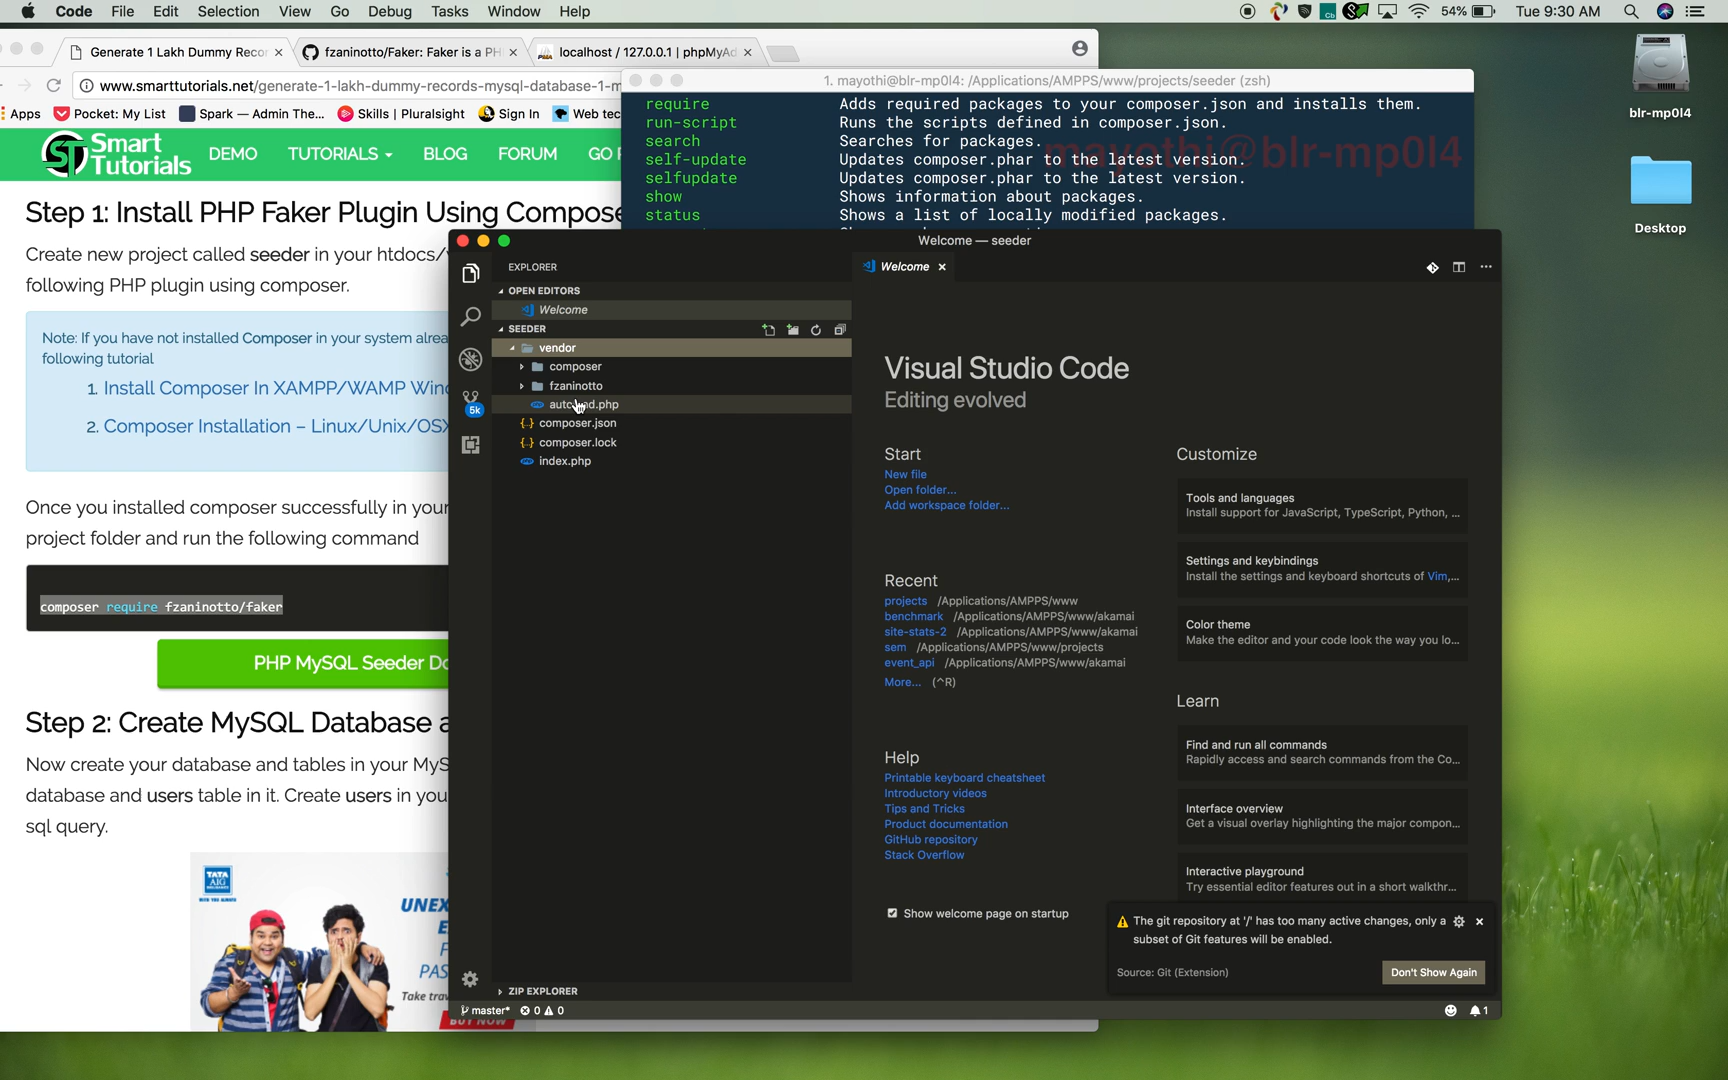 Code File Edit Selection View Go Debug Tasks Window Help
54% Tue 9:30 AM
Generate 1 Lakh Dummy Recor
fzaninotto/Faker: Faker is a PH
localhost / 127.0.0.1 | phpMyAd
www.smarttutorials.net/generate-1-lakh-dummy-records-mysql-database-1-m
Apps Pocket: My List Spark — Admin The... Skills | Pluralsight Sign In Web tec
Smart
Tutorials
DEMO TUTORIALS BLOG FORUM
Step 1: Install PHP Faker Plugin Using Compose
Create new project called seeder in your htdocs/
following PHP plugin using composer.
Note: If you have not installed Composer in your system alrea
following tutorial
1. Install Composer In XAMPP/WAMP Win
2. Composer Installation – Linux/Unix/OSX
Once you installed composer successfully in your
project folder and run the following command
composer require fzaninotto/faker
PHP MySQL Seeder Do
Step 2: Create MySQL Database a
Now create your database and tables in your MyS
database and users table in it. Create users in you
sql query.
TATA
AIG
WITH YOU ALWAYS
UNEX
PAS
Take trav
BUY NOW
1. mayothi@blr-mp0l4: /Applications/AMPPS/www/projects/seeder (zsh)
require Adds required packages to your composer.json and installs them.
run-script Runs the scripts defined in composer.json.
search Searches for packages.
self-update Updates composer.phar to the latest version.
selfupdate Updates composer.phar to the latest version.
show Shows information about packages.
status Shows a list of locally modified packages.
mayothi@blr-mp0l4
Welcome — seeder
EXPLORER
OPEN EDITORS
Welcome
SEEDER
vendor
composer
fzaninotto
composer.json
composer.lock
index.php
ZIP EXPLORER
5k
master* 0 0
Welcome
Visual Studio Code
Editing evolved
Start
New file
Open folder...
Add workspace folder...
Recent
projects /Applications/AMPPS/www
benchmark /Applications/AMPPS/www/akamai
site-stats-2 /Applications/AMPPS/www/akamai
sem /Applications/AMPPS/www/projects
event_api /Applications/AMPPS/www/akamai
More... (^R)
Help
Printable keyboard cheatsheet
Introductory videos
Tips and Tricks
Product documentation
GitHub repository
Stack Overflow
Show welcome page on startup
Customize
Tools and languages
Install support for JavaScript, TypeScript, Python, ...
Settings and keybindings
Install the settings and keyboard shortcuts of Vim,...
Color theme
Make the editor and your code look the way you lo...
Learn
Find and run all commands
Rapidly access and search commands from the Co...
Interface overview
Get a visual overlay highlighting the major compon...
Interactive playground
Try essential editor features out in a short walkthr...
The git repository at '/' has too many active changes, only a
subset of Git features will be enabled.
Source: Git (Extension)
Don't Show Again
1
blr-mp0l4
Desktop